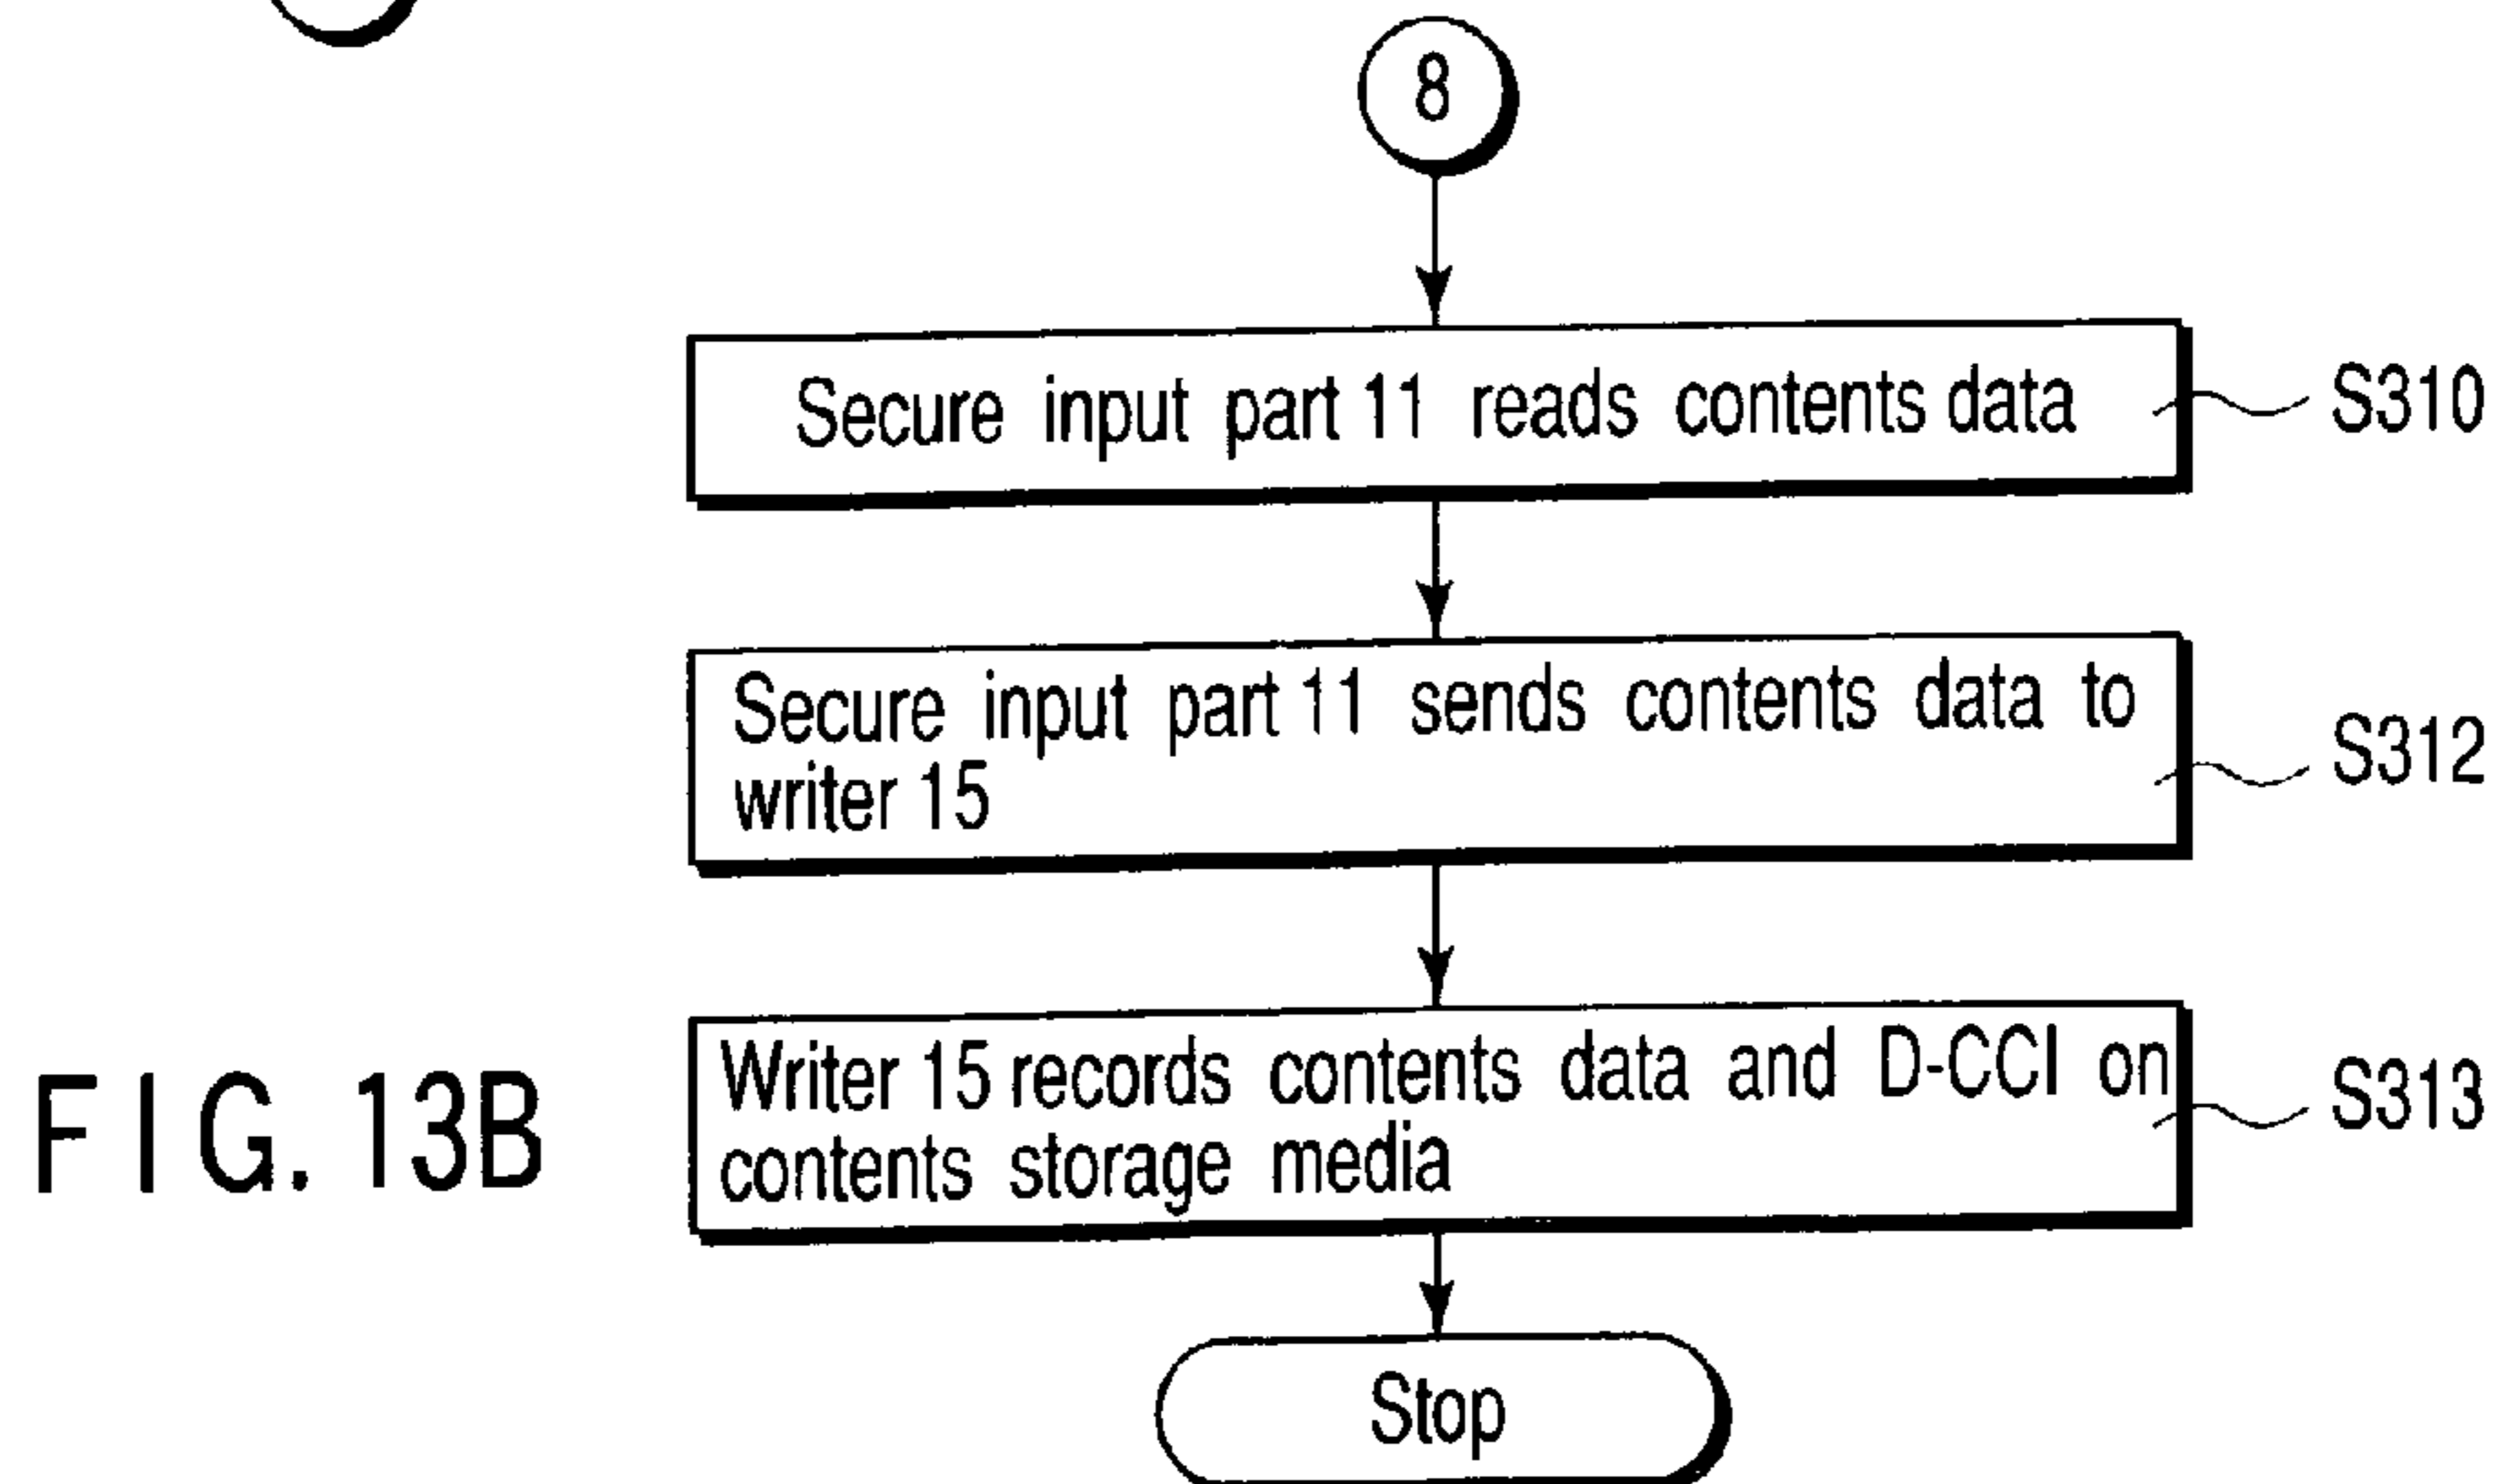 8
Secure input part 11 reads contents data
S310
Secure input part 11 sends contents data to
writer 15
S312
Writer 15 records contents data and D-CCI on
contents storage media
S313
FIG. 13B
Stop